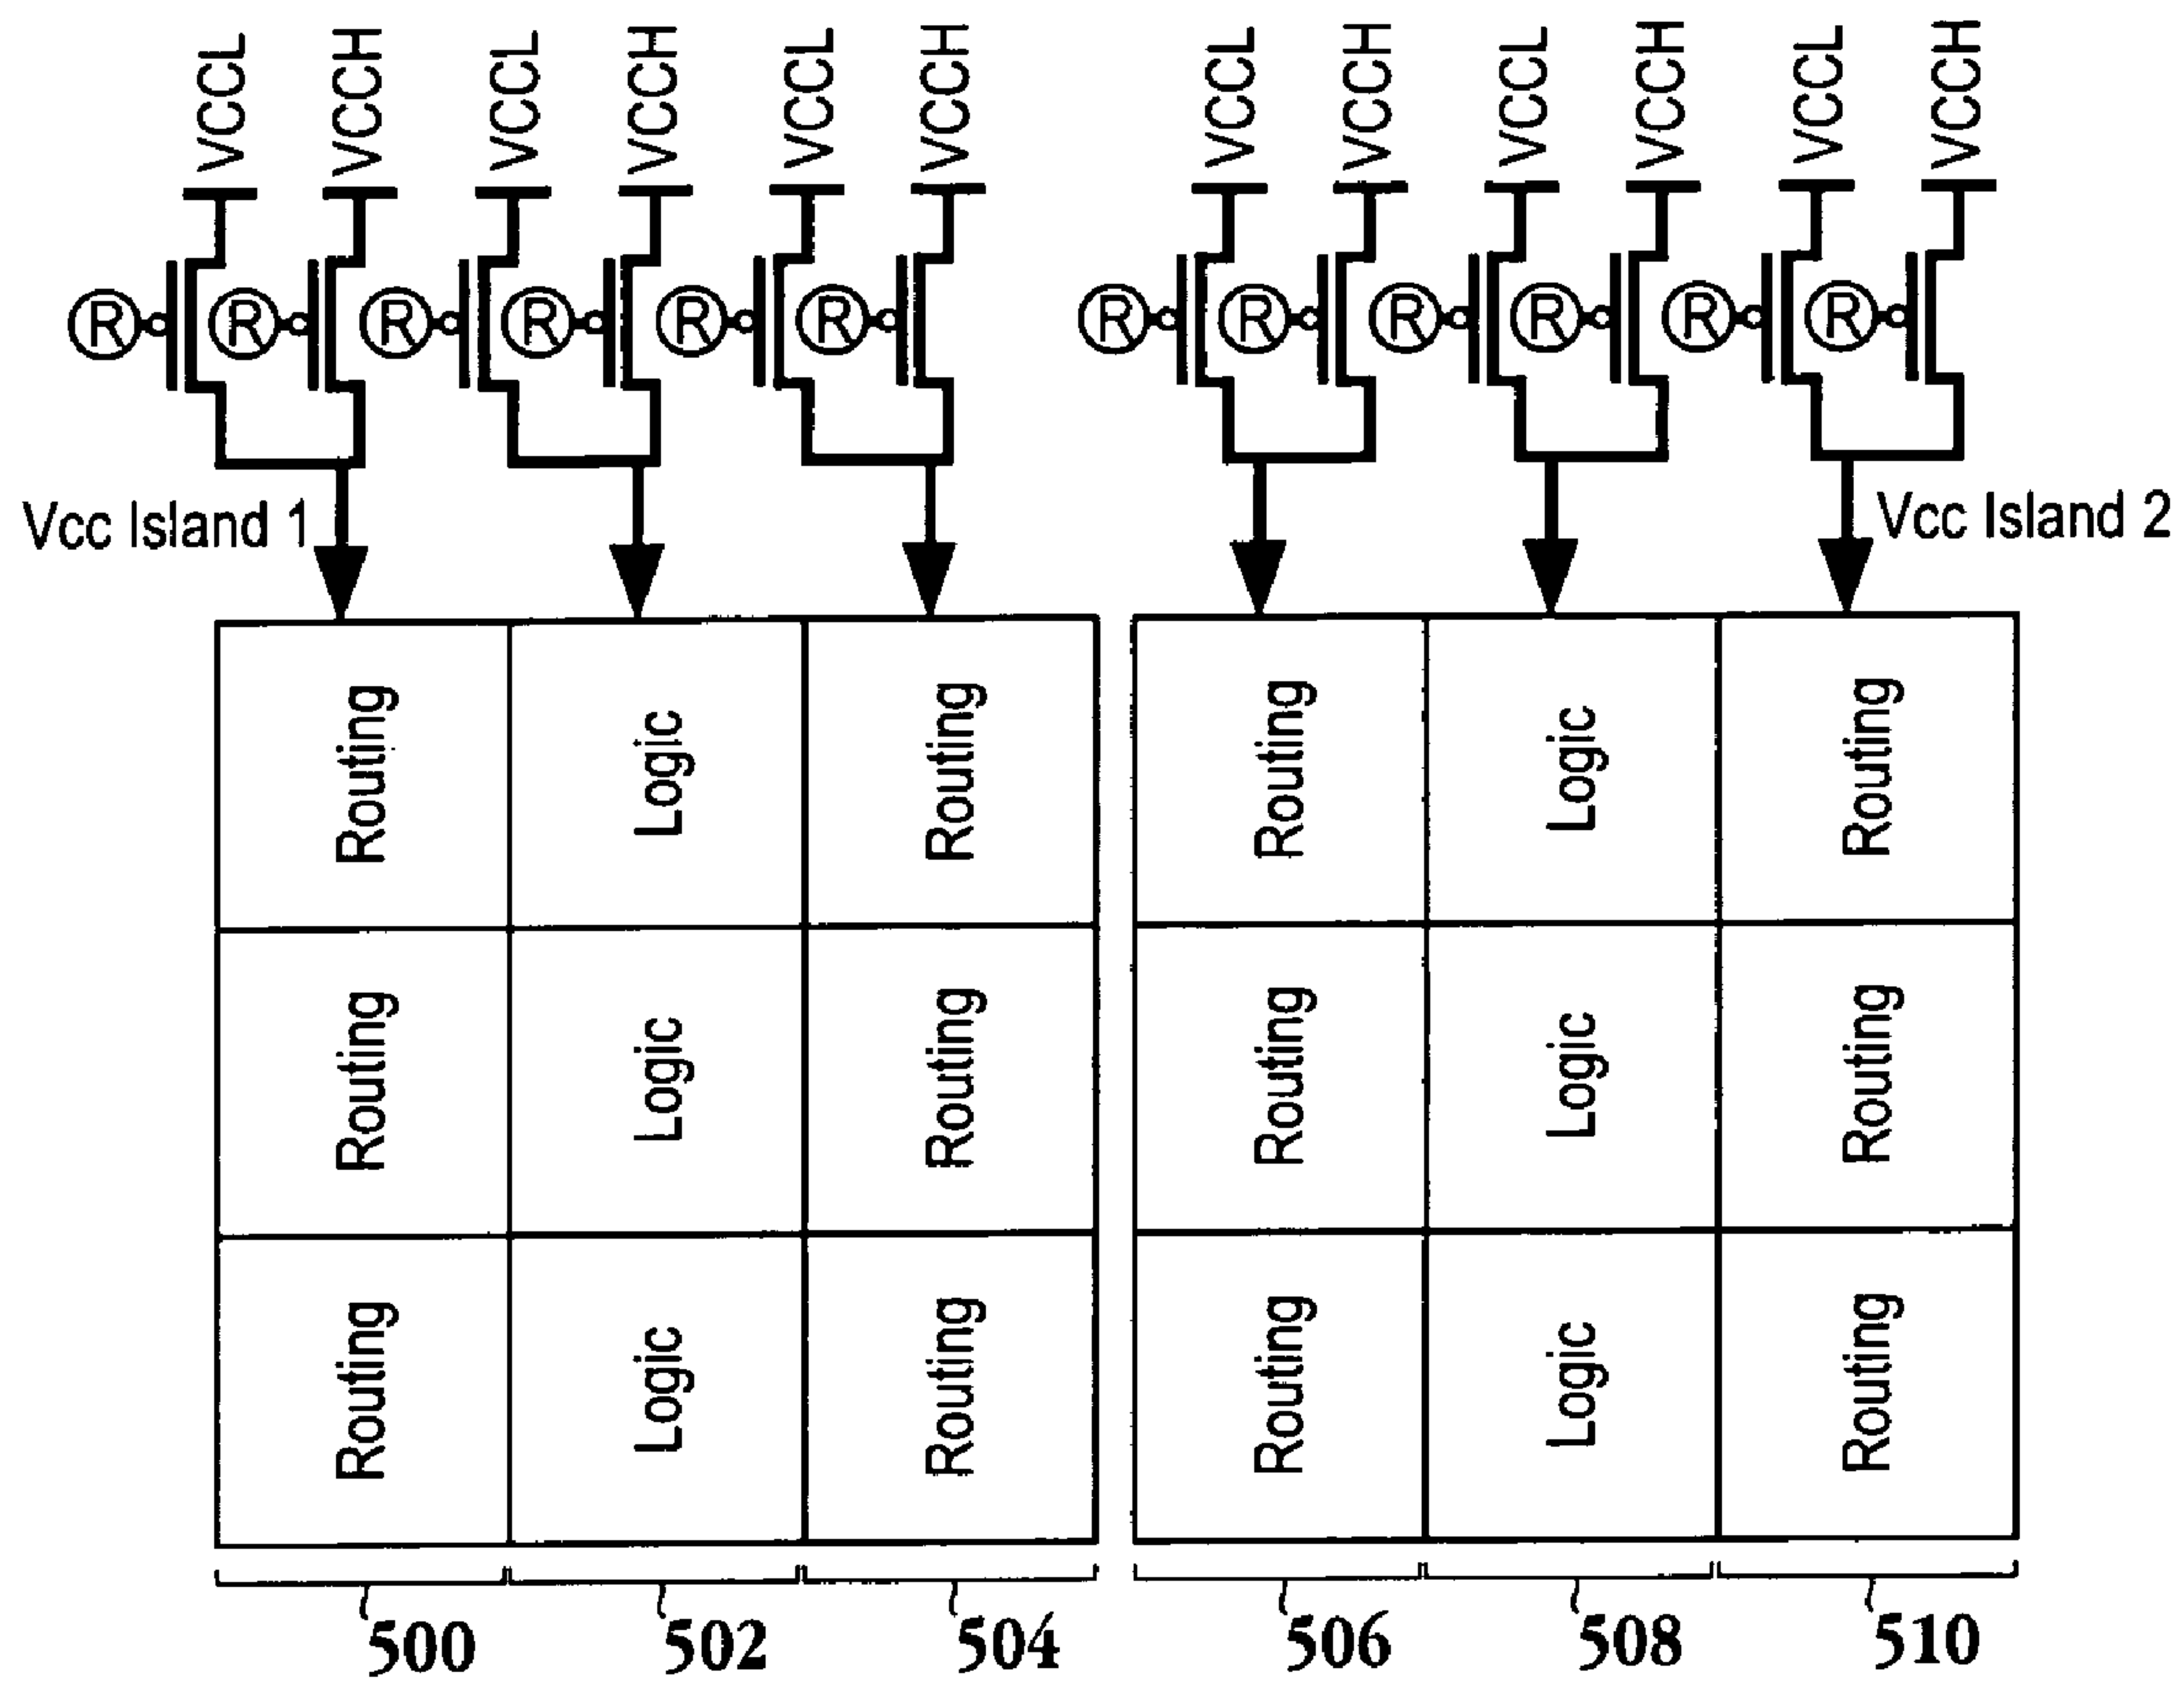 VCCL VCCH VCCL VCCH VCCL VCCH VCCL VCCH VCCL VCCH VCCL VCCH
R R R R R R R R R R R R
Vcc Island 1 Vcc Island 2
Routing Logic Routing Routing Logic Routing
Routing Logic Routing Routing Logic Routing
Routing Logic Routing Routing Logic Routing
500 502 504 506 508 510